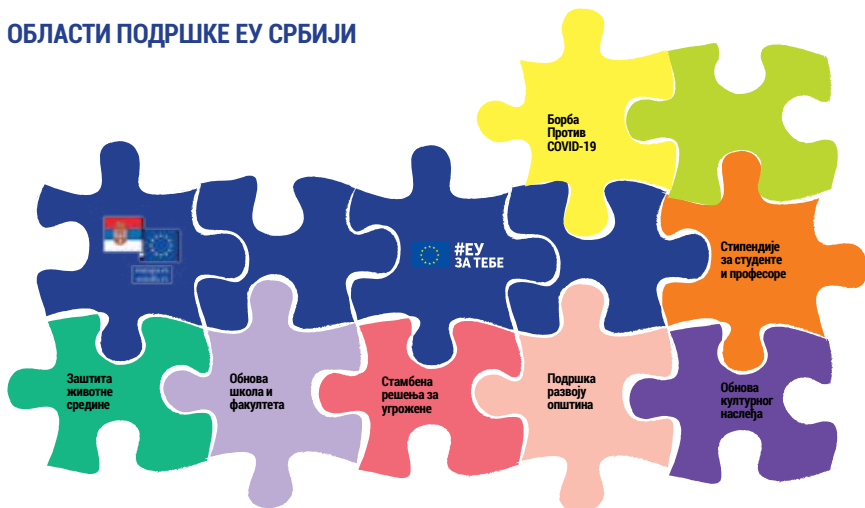 ОБЛАСТИ ПОДРШКЕ ЕУ СРБИЈИ
Борба
Против
COVID-19
#ЕУ
ЗА ТЕБЕ
Стипендије
за студенте
и професоре
Заштита
животне
средине
Обнова
школа и
факултета
Стамбена
решења за
угрожене
Подршка
развоју
општина
Обнова
културног
наслеђа